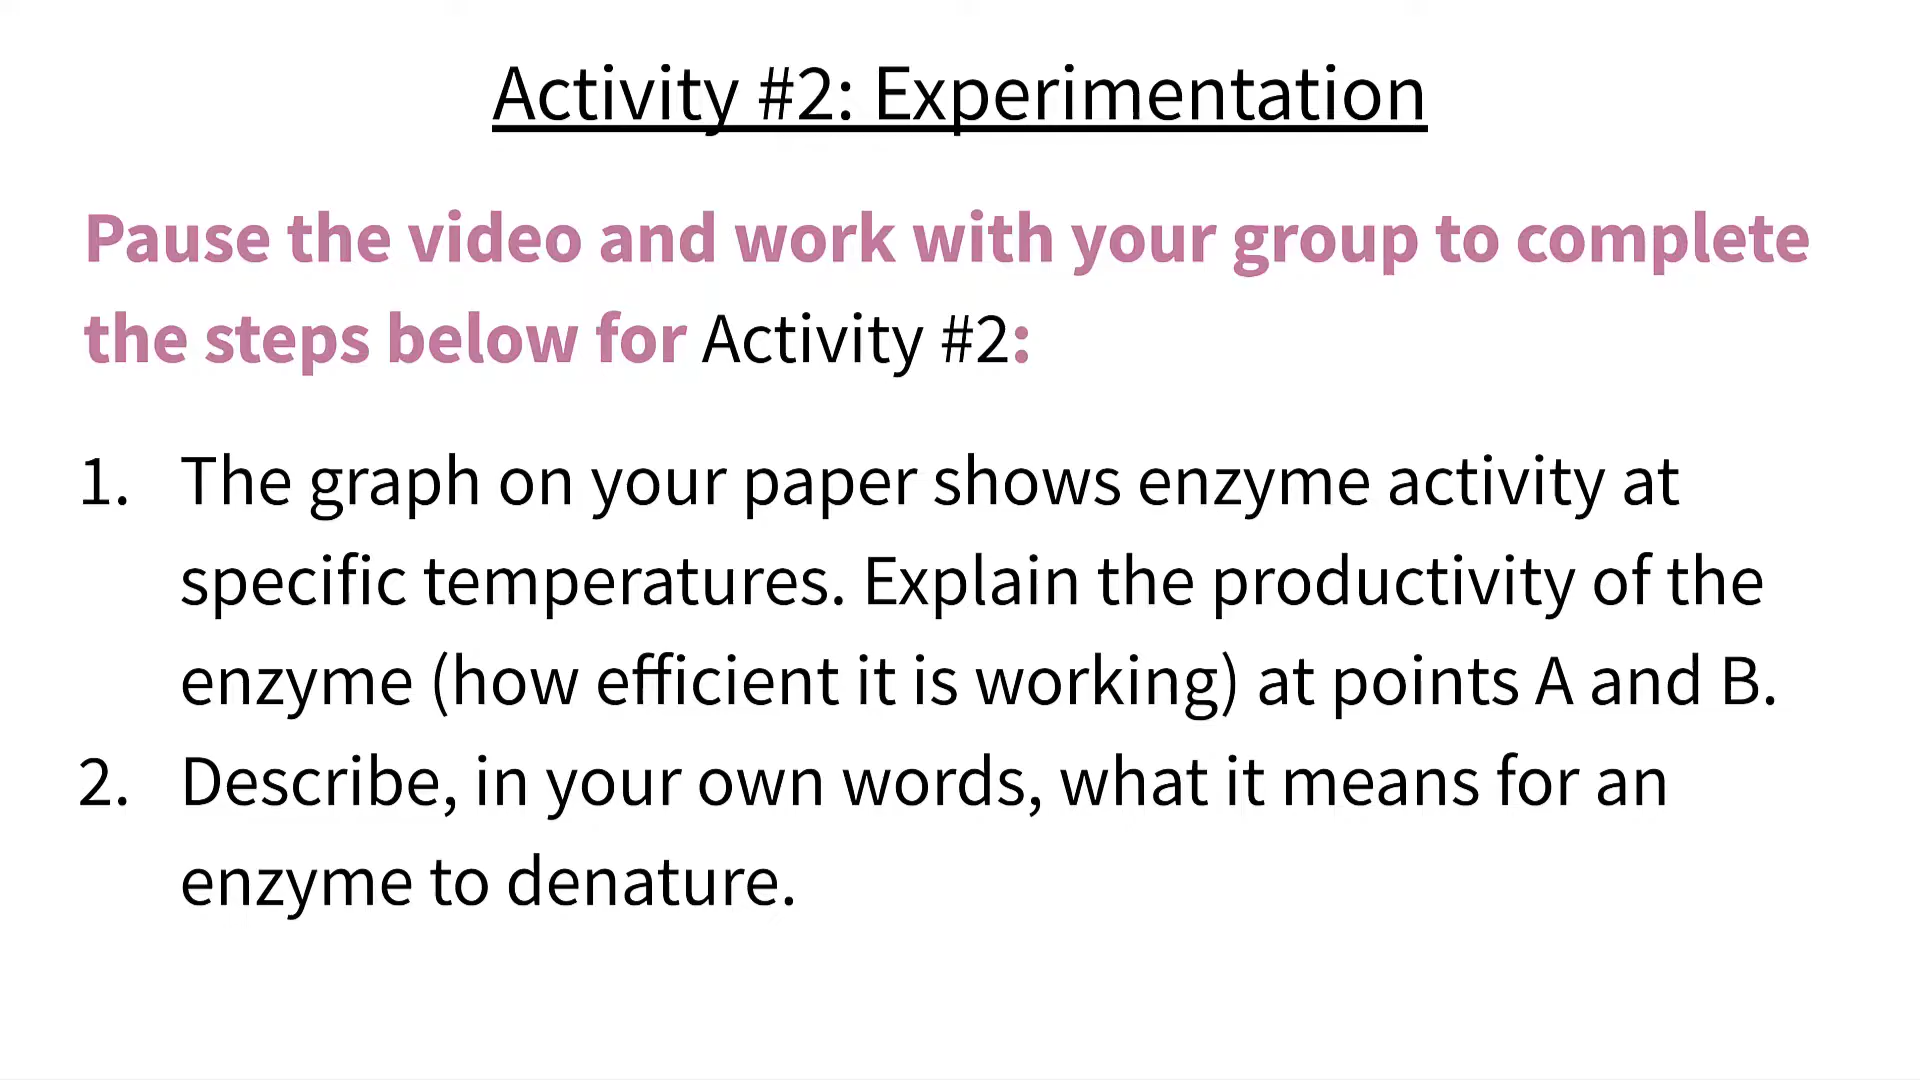 Activity #2: Experimentation
Pause the video and work with your group to complete
the steps below for Activity #2:
1. The graph on your paper shows enzyme activity at
specific temperatures. Explain the productivity of the
enzyme (how efficient it is working) at points A and B.
2. Describe, in your own words, what it means for an
enzyme to denature.